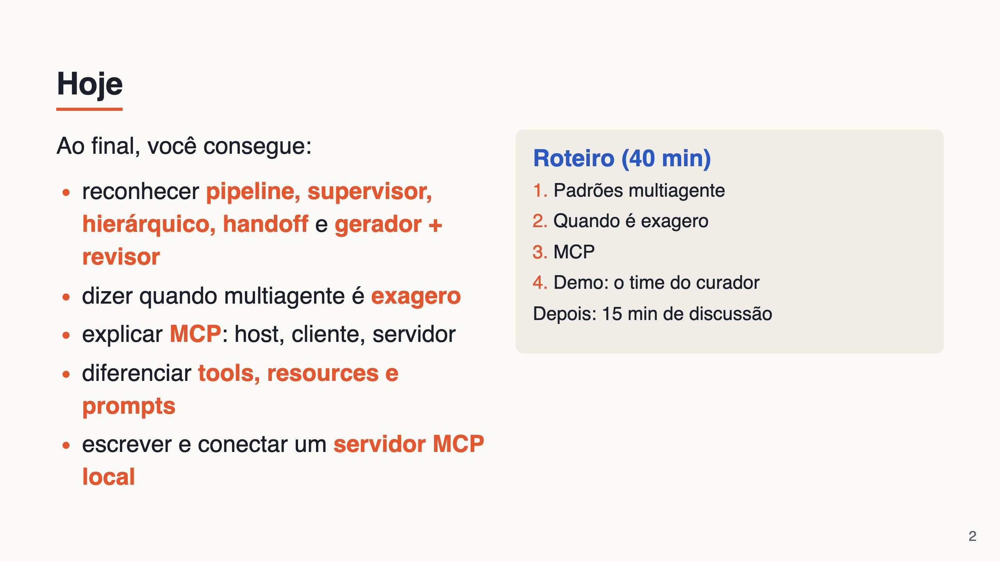 Hoje
Ao final, você consegue:
• reconhecer pipeline, supervisor,
hierárquico, handoff e gerador +
revisor
• dizer quando multiagente é exagero
• explicar MCP: host, cliente, servidor
• diferenciar tools, resources e
prompts
• escrever e conectar um servidor MCP
local
Roteiro (40 min)
1. Padrões multiagente
2. Quando é exagero
3. MCP
4. Demo: o time do curador
Depois: 15 min de discussão
2